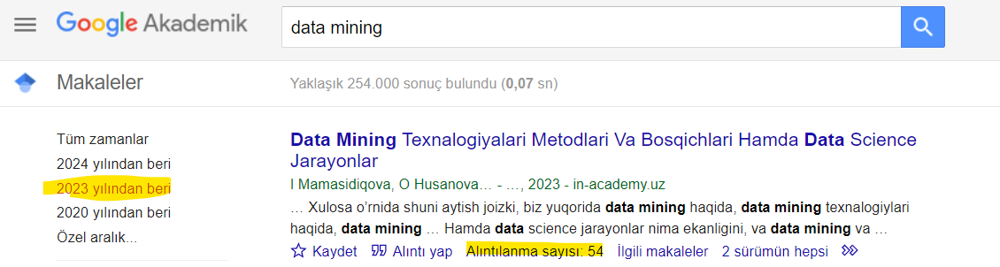 Google Akademik
data mining
Makaleler
Yaklaşık 254.000 sonuç bulundu (0,07 sn)
Tüm zamanlar
2024 yılından beri
2023 yılından beri
2020 yılından beri
Özel aralık...
Data Mining Texnalogiyalari Metodlari Va Bosqichlari Hamda Data Science
Jarayonlar
I Mamasidiqova, O Husanova… - …, 2023 - in-academy.uz
… Xulosa o’rnida shuni aytish joizki, biz yuqorida data mining haqida, data mining texnalogiylari
haqida, data mining … Hamda data science jarayonlar nima ekanligini, va data mining va …
Kaydet Alıntı yap Alıntılanma sayısı: 54 İlgili makaleler 2 sürümün hepsi